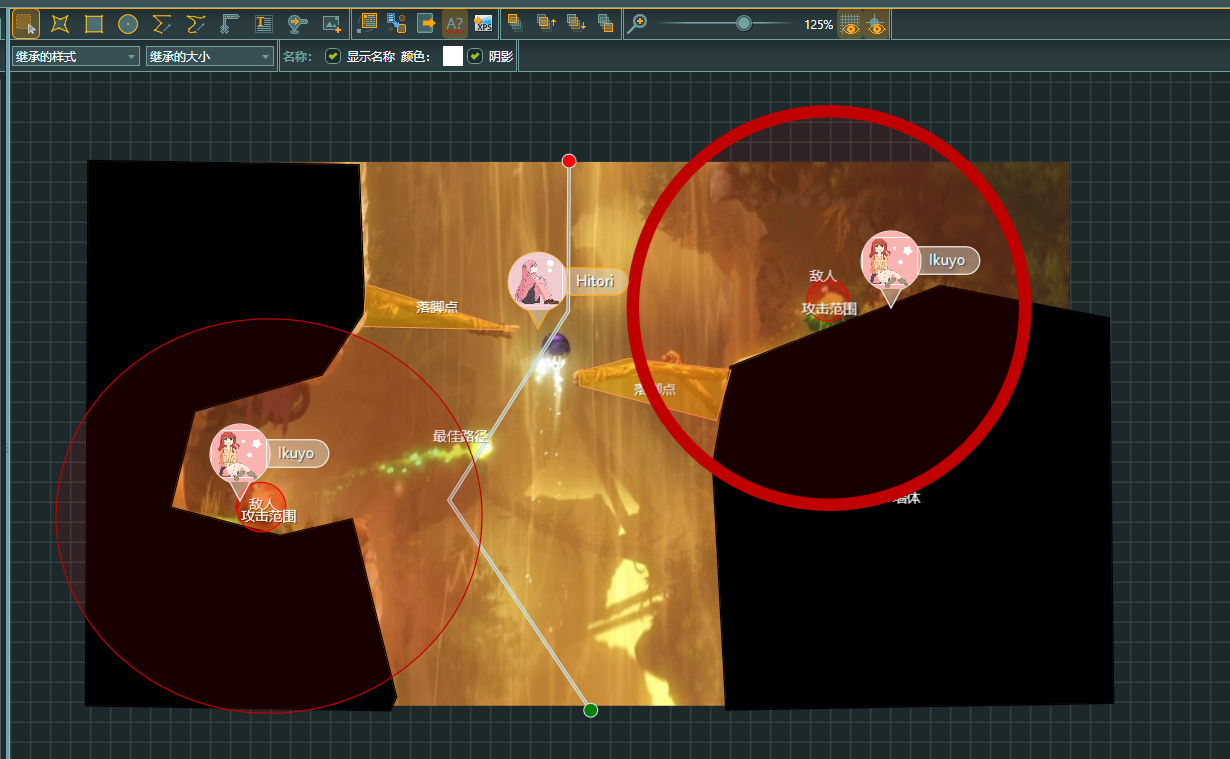 A?
XPS
125%
继承的样式
继承的大小
名称:
显示名称
颜色:
阴影
敌人
Ikuyo
Hitori
攻击范围
落脚点
落脚点
最佳路径
Ikuyo
敌人
攻击范围
墙体